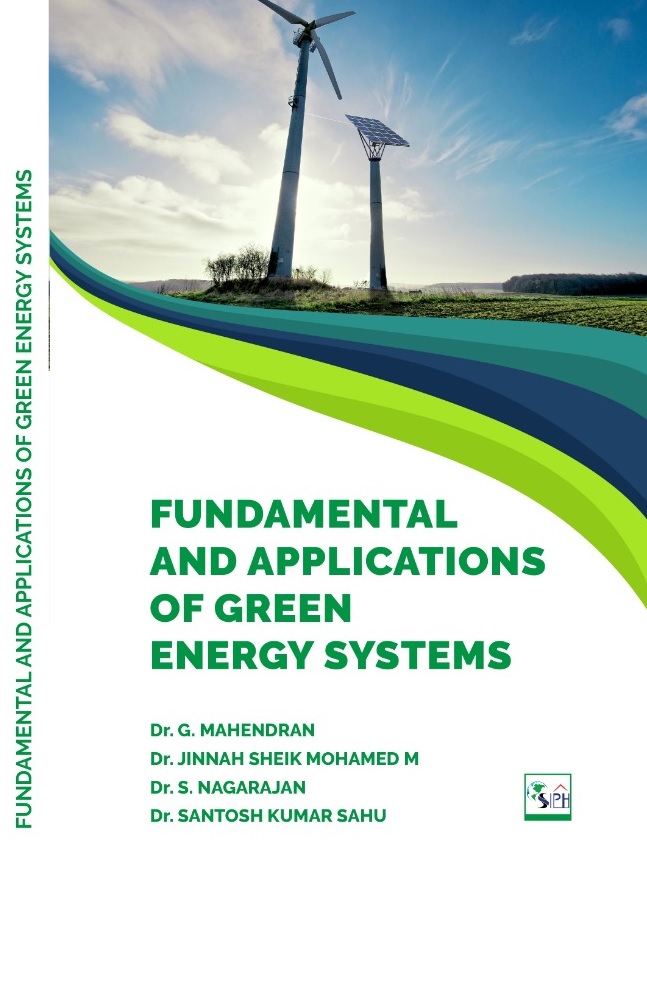 FUNDAMENTAL AND APPLICATIONS OF GREEN ENERGY SYSTEMS
FUNDAMENTAL
AND APPLICATIONS
OF GREEN
ENERGY SYSTEMS
Dr. G. MAHENDRAN
Dr. JINNAH SHEIK MOHAMED M
Dr. S. NAGARAJAN
Dr. SANTOSH KUMAR SAHU
SIPH